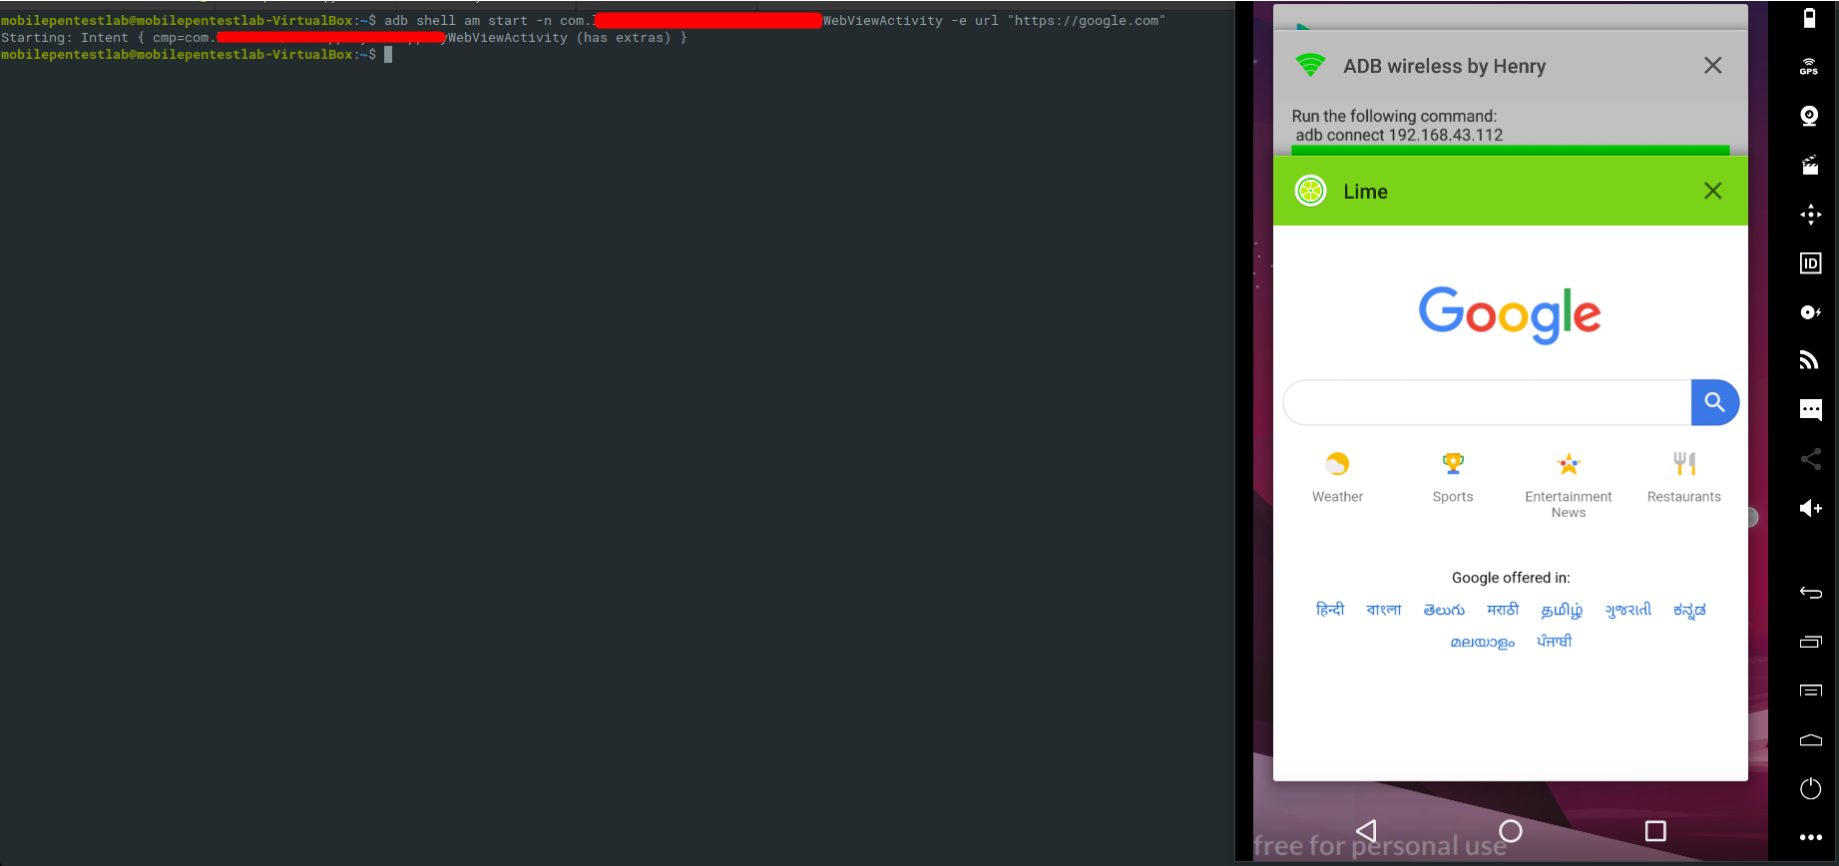 mobilepentestlab@mobilepentestlab-VirtualBox:~$ adb shell am start -n com. WebViewActivity -e url "https://google.com"
Starting: Intent { cmp=com. yWebViewActivity (has extras) }
mobilepentestlab@mobilepentestlab-VirtualBox:~$
ADB wireless by Henry
Run the following command:
adb connect 192.168.43.112
Lime
Google
Weather
Sports
Entertainment
News
Restaurants
Google offered in:
हिन्दी বাংলা తెలుగు मराठी தமிழ் ગુજરાતી ಕನ್ನಡ
മലയാളം ਪੰਜਾਬੀ
free for personal use
GPS
ID